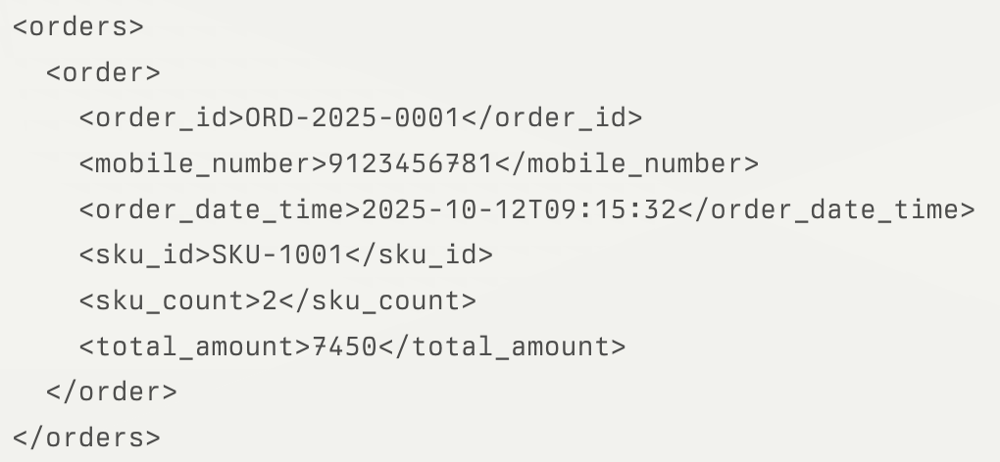 <orders>
  <order>
    <order_id>ORD-2025-0001</order_id>
    <mobile_number>9123456781</mobile_number>
    <order_date_time>2025-10-12T09:15:32</order_date_time>
    <sku_id>SKU-1001</sku_id>
    <sku_count>2</sku_count>
    <total_amount>7450</total_amount>
  </order>
</orders>